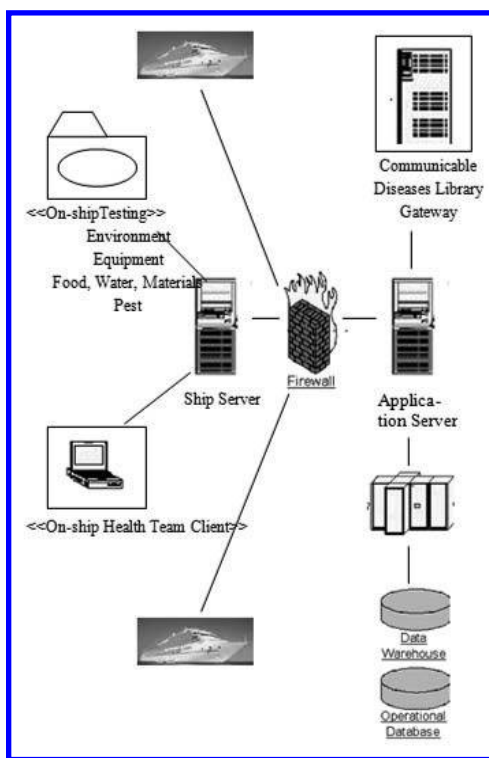 Communicable
Diseases Library
Gateway
<<On-shipTesting>>
Environment
Equipment
Food, Water, Materials
Pest
Firewall
Ship Server
Applica-
tion Server
<<On-ship Health Team Client>>
Data
Warehouse
Operational
Database